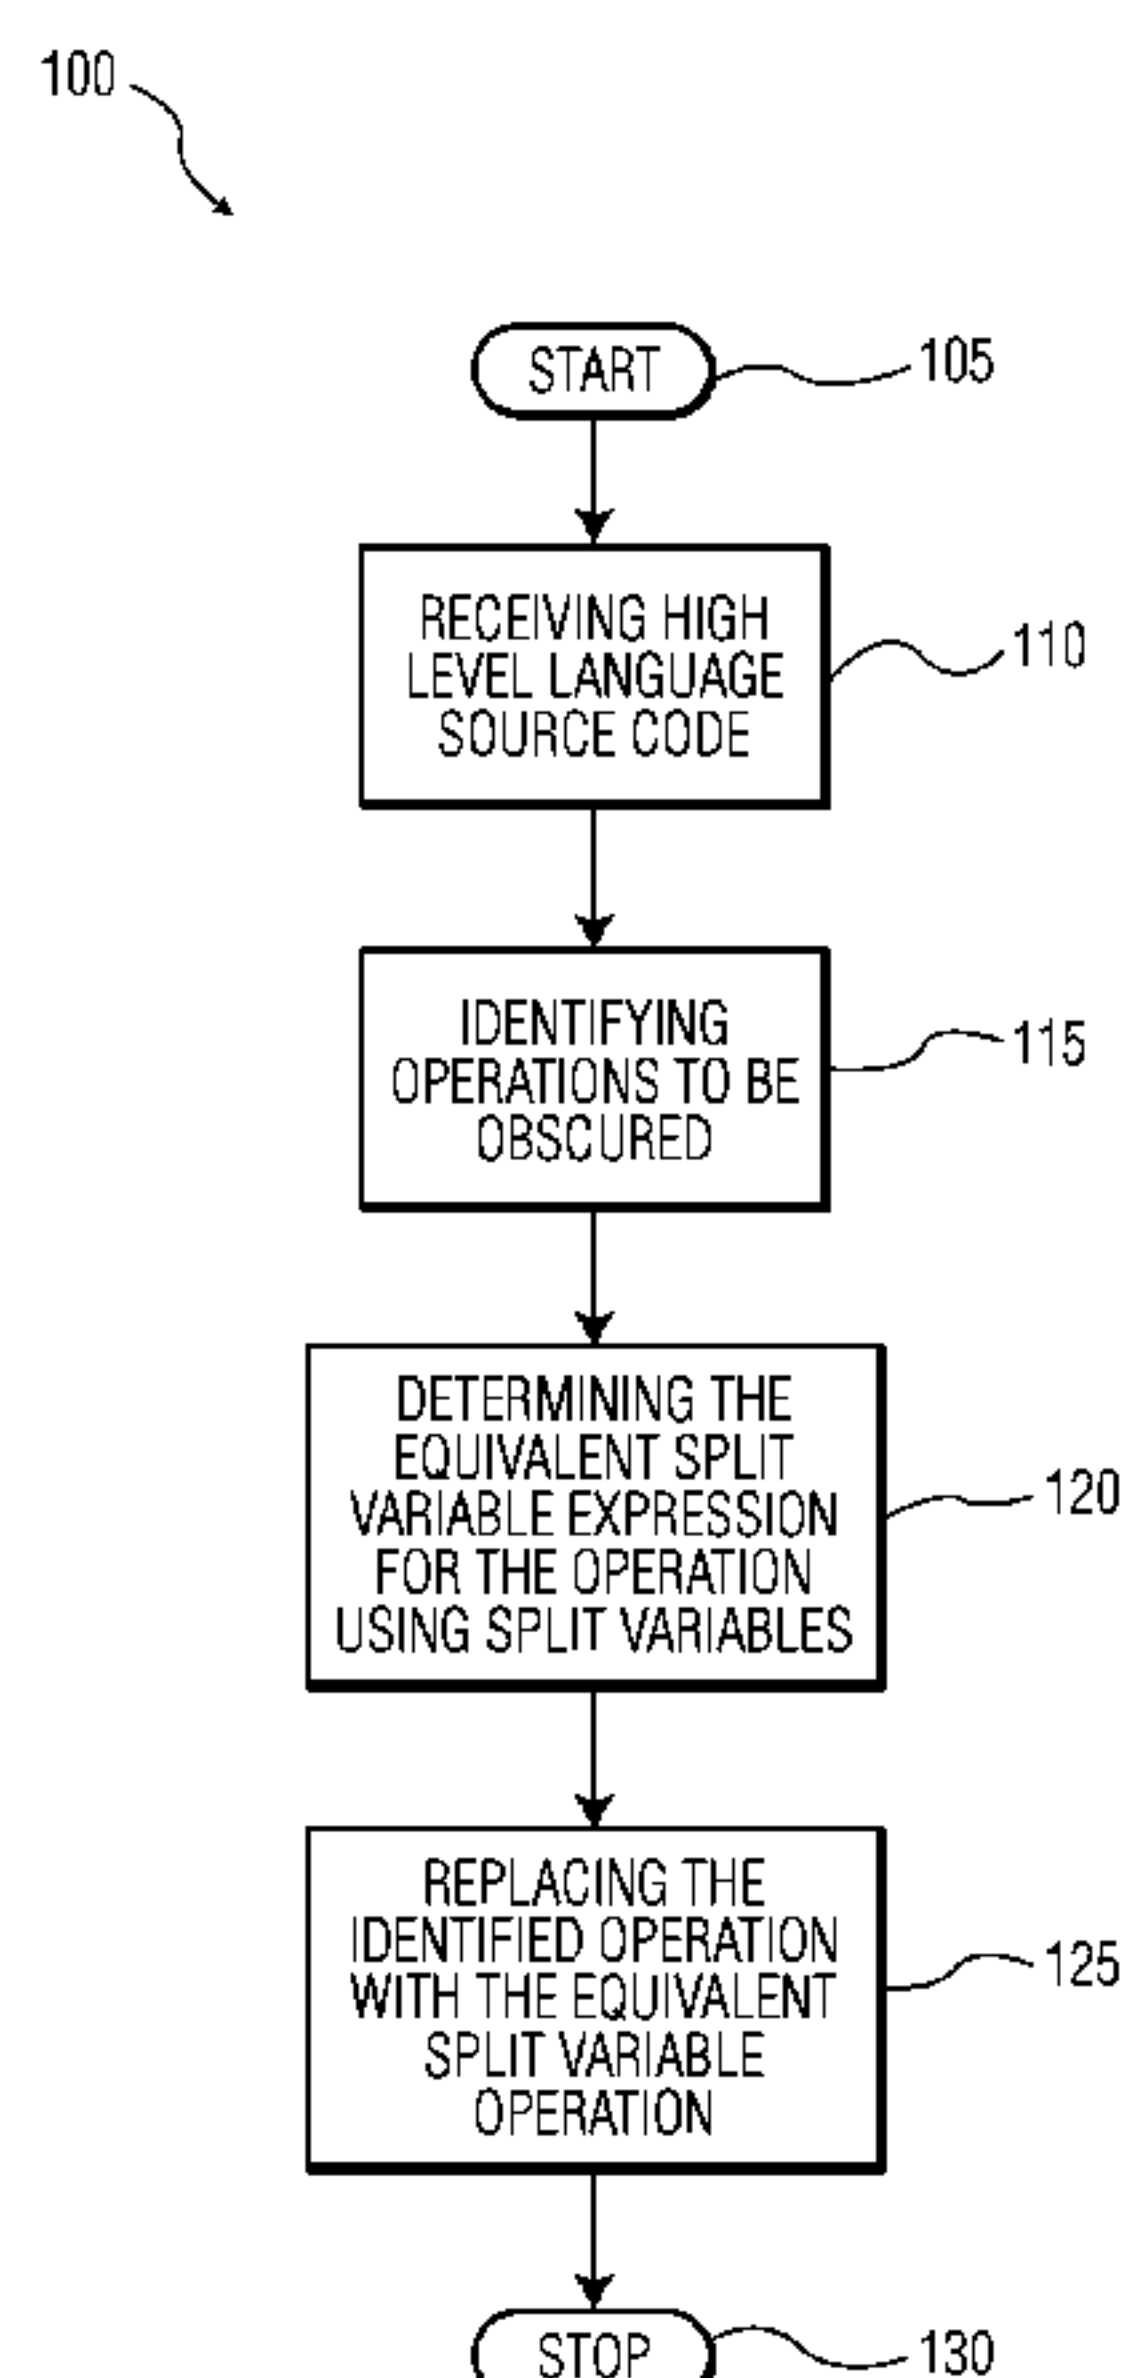 100
START
105
RECEIVING HIGH
LEVEL LANGUAGE
SOURCE CODE
110
IDENTIFYING
OPERATIONS TO BE
OBSCURED
115
DETERMINING THE
EQUIVALENT SPLIT
VARIABLE EXPRESSION
FOR THE OPERATION
USING SPLIT VARIABLES
120
REPLACING THE
IDENTIFIED OPERATION
WITH THE EQUIVALENT
SPLIT VARIABLE
OPERATION
125
STOP
130